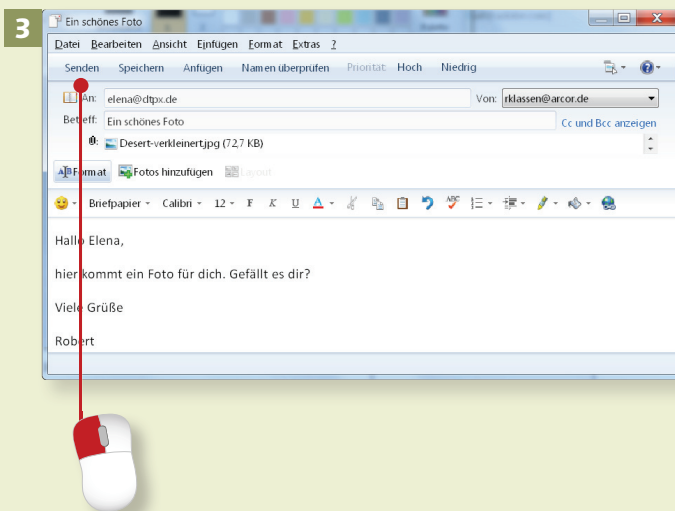 3
Ein schönes Foto
Datei Bearbeiten Ansicht Einfügen Format Extras ?
Senden Speichern Anfügen Namen überprüfen Priorität: Hoch Niedrig
An: elena@dtpx.de Von: rklassen@arcor.de
Betreff: Ein schönes Foto Cc und Bcc anzeigen
Desert-verkleinert.jpg (72,7 KB)
Format Fotos hinzufügen Layout
Briefpapier Calibri 12 F K U A ABC
Hallo Elena,
hier kommt ein Foto für dich. Gefällt es dir?
Viele Grüße
Robert